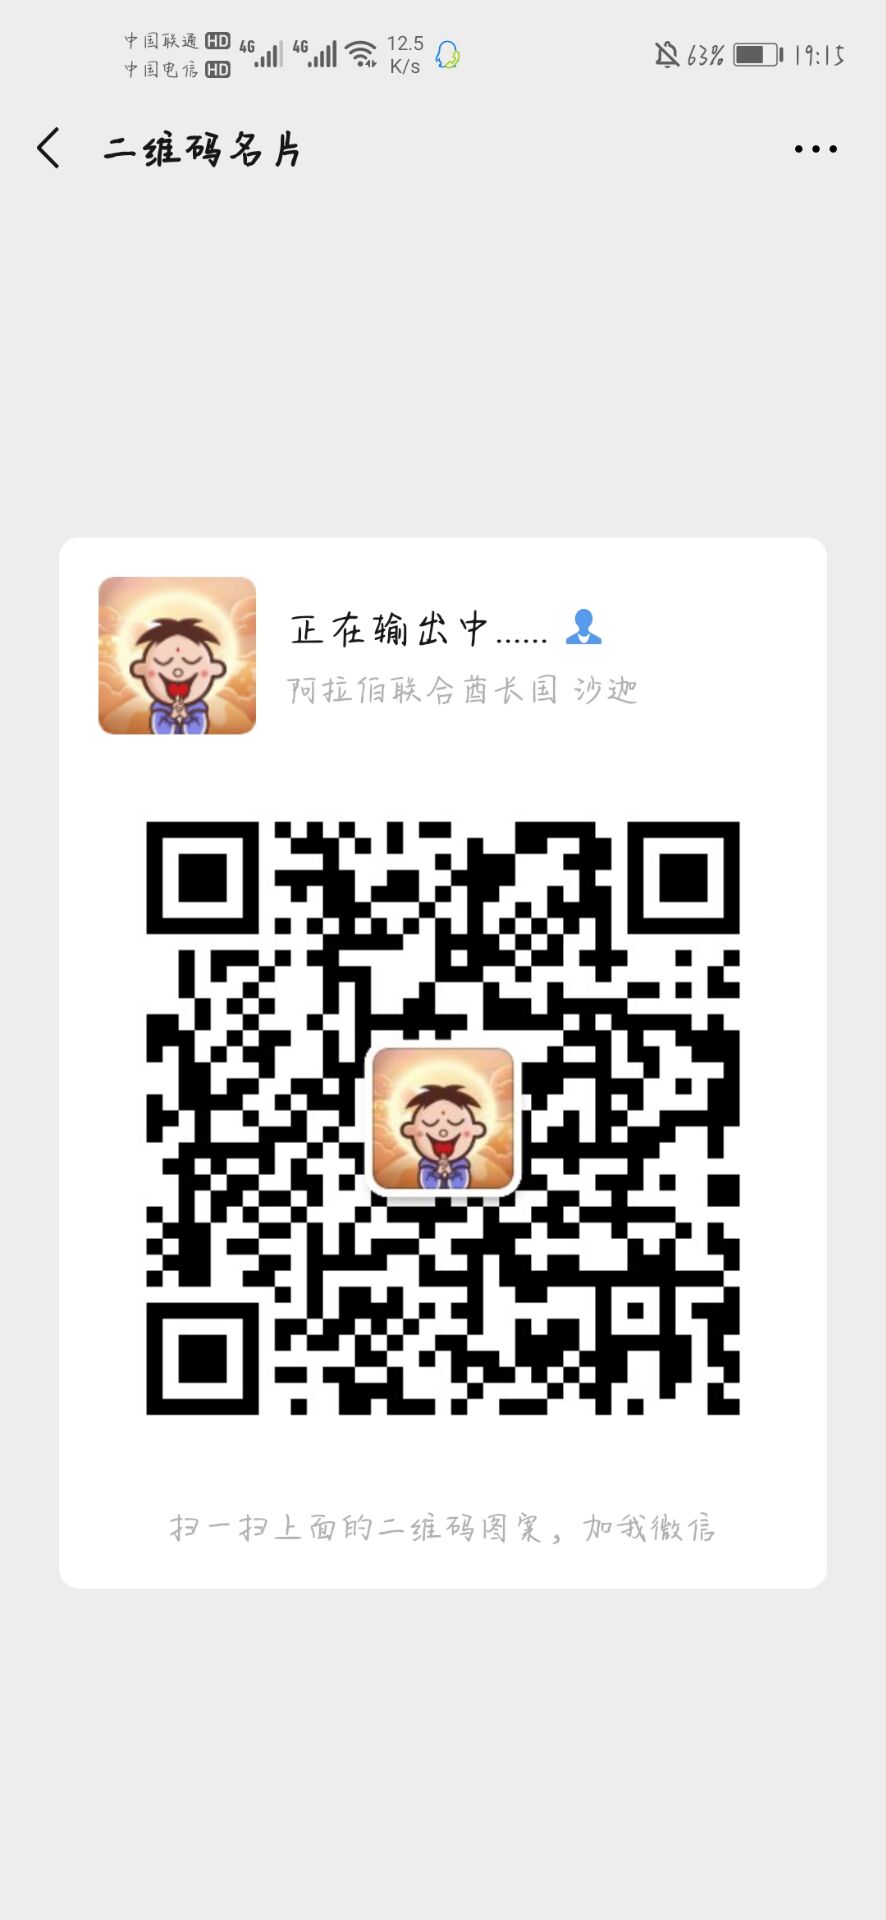 中国联通 HD 4G 4G 12.5 K/s 63% 19:15
中国电信 HD
二维码名片
正在输出中......
阿拉伯联合酋长国 沙迦
扫一扫上面的二维码图案，加我微信